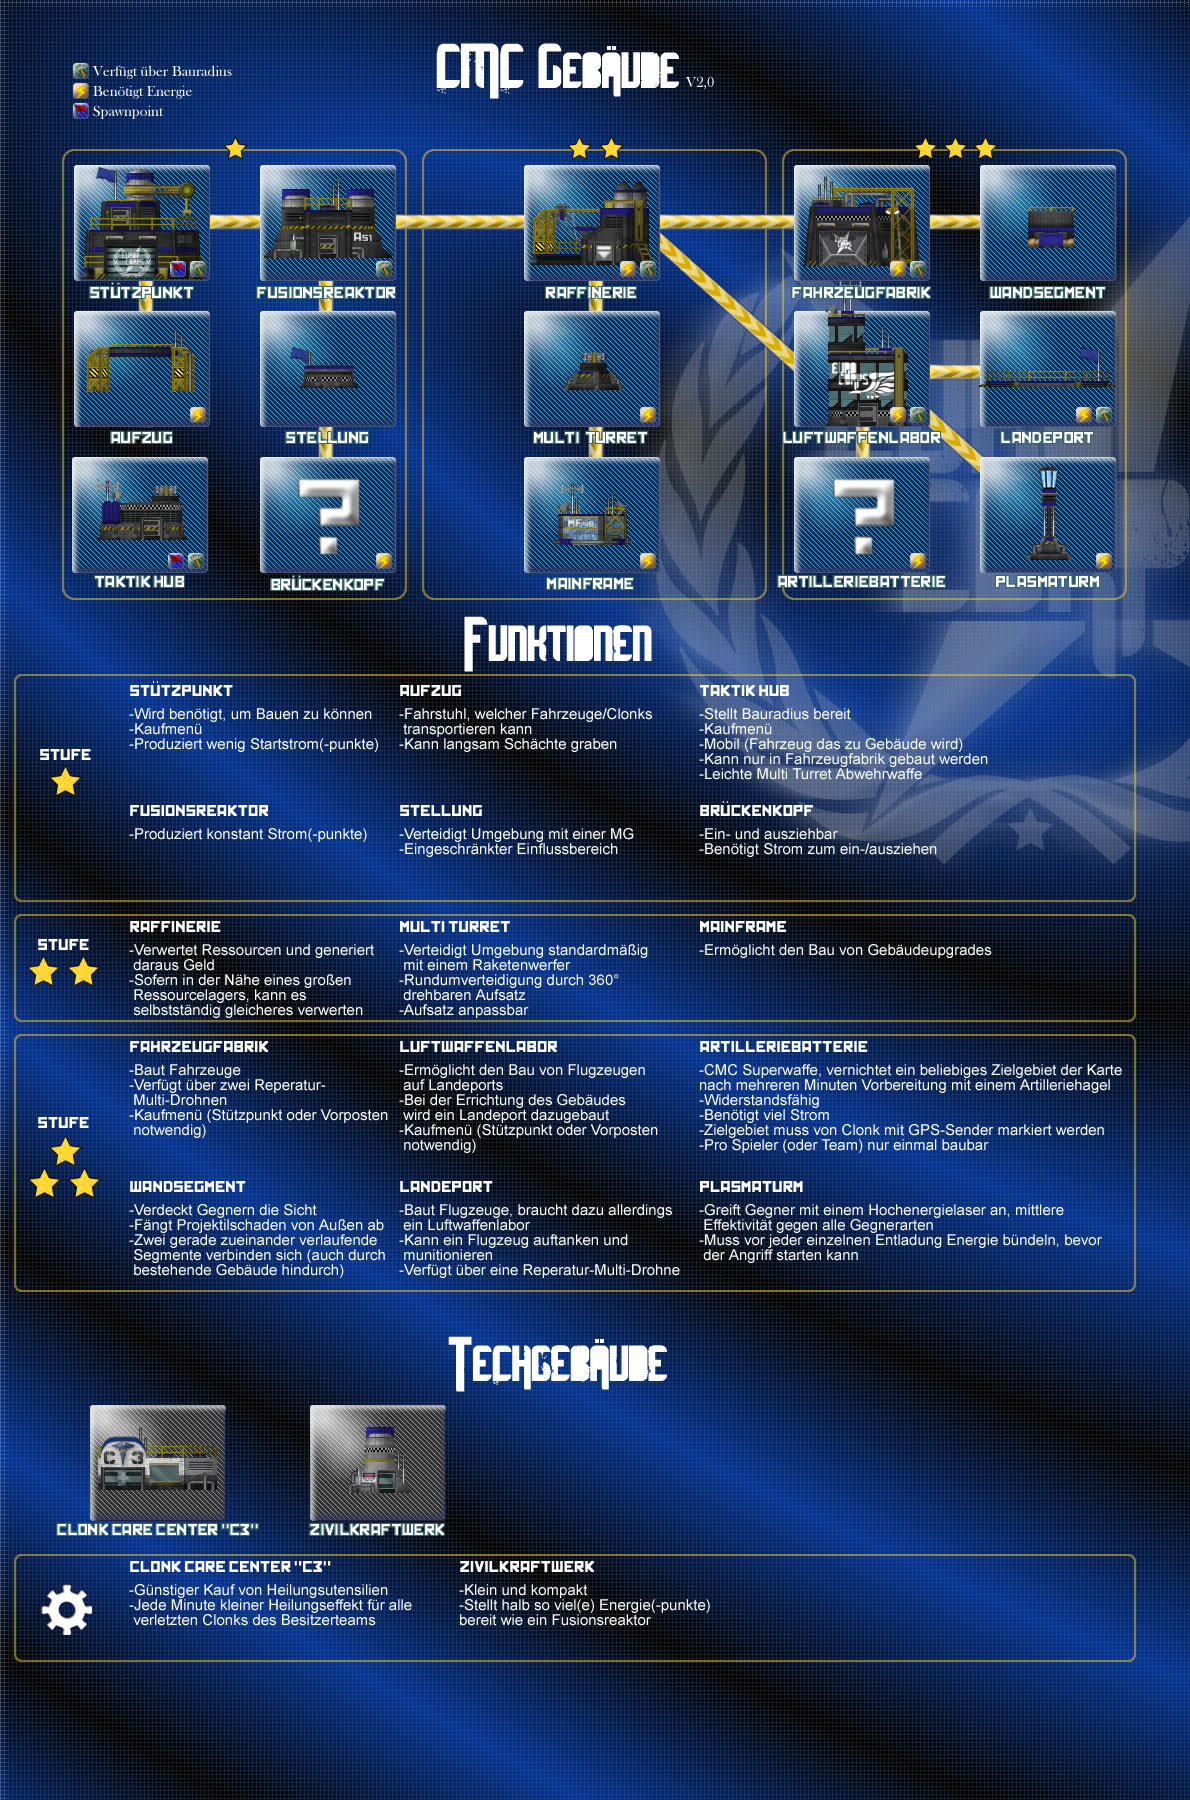 CMC Gebäude V2,0
Verfügt über Bauradius
Benötigt Energie
Spawnpoint
A51
Stützpunkt
Fusionsreaktor
Raffinerie
Fahrzeugfabrik
Wandsegment
EURO
CORPS
Aufzug
Stellung
Multi Turret
Luftwaffenlabor
Landeport
?
?
Taktik Hub
Brückenkopf
Mainframe
Artilleriebatterie
Plasmaturm
Funktionen
Stufe
Stützpunkt
-Wird benötigt, um Bauen zu können
-Kaufmenü
-Produziert wenig Startstrom(-punkte)
Aufzug
-Fahrstuhl, welcher Fahrzeuge/Clonks
transportieren kann
-Kann langsam Schächte graben
Taktik Hub
-Stellt Bauradius bereit
-Kaufmenü
-Mobil (Fahrzeug das zu Gebäude wird)
-Kann nur in Fahrzeugfabrik gebaut werden
-Leichte Multi Turret Abwehrwaffe
Fusionsreaktor
-Produziert konstant Strom(-punkte)
Stellung
-Verteidigt Umgebung mit einer MG
-Eingeschränkter Einflussbereich
Brückenkopf
-Ein- und ausziehbar
-Benötigt Strom zum ein-/ausziehen
Stufe
Raffinerie
-Verwertet Ressourcen und generiert
daraus Geld
-Sofern in der Nähe eines großen
Ressourcelagers, kann es
selbstständig gleicheres verwerten
Multi Turret
-Verteidigt Umgebung standardmäßig
mit einem Raketenwerfer
-Rundumverteidigung durch 360°
drehbaren Aufsatz
-Aufsatz anpassbar
Mainframe
-Ermöglicht den Bau von Gebäudeupgrades
Stufe
Fahrzeugfabrik
-Baut Fahrzeuge
-Verfügt über zwei Reperatur-
Multi-Drohnen
-Kaufmenü (Stützpunkt oder Vorposten
notwendig)
Luftwaffenlabor
-Ermöglicht den Bau von Flugzeugen
auf Landeports
-Bei der Errichtung des Gebäudes
wird ein Landeport dazugebaut
-Kaufmenü (Stützpunkt oder Vorposten
notwendig)
Artilleriebatterie
-CMC Superwaffe, vernichtet ein beliebiges Zielgebiet der Karte
nach mehreren Minuten Vorbereitung mit einem Artilleriehagel
-Widerstandsfähig
-Benötigt viel Strom
-Zielgebiet muss von Clonk mit GPS-Sender markiert werden
-Pro Spieler (oder Team) nur einmal baubar
Wandsegment
-Verdeckt Gegnern die Sicht
-Fängt Projektilschaden von Außen ab
-Zwei gerade zueinander verlaufende
Segmente verbinden sich (auch durch
bestehende Gebäude hindurch)
Landeport
-Baut Flugzeuge, braucht dazu allerdings
ein Luftwaffenlabor
-Kann ein Flugzeug auftanken und
munitionieren
-Verfügt über eine Reperatur-Multi-Drohne
Plasmaturm
-Greift Gegner mit einem Hochenergielaser an, mittlere
Effektivität gegen alle Gegnerarten
-Muss vor jeder einzelnen Entladung Energie bündeln, bevor
der Angriff starten kann
Techgebäude
C3
Clonk Care Center "C3"
Zivilkraftwerk
Clonk Care Center "C3"
-Günstiger Kauf von Heilungsutensilien
-Jede Minute kleiner Heilungseffekt für alle
verletzten Clonks des Besitzerteams
Zivilkraftwerk
-Klein und kompakt
-Stellt halb so viel(e) Energie(-punkte)
bereit wie ein Fusionsreaktor